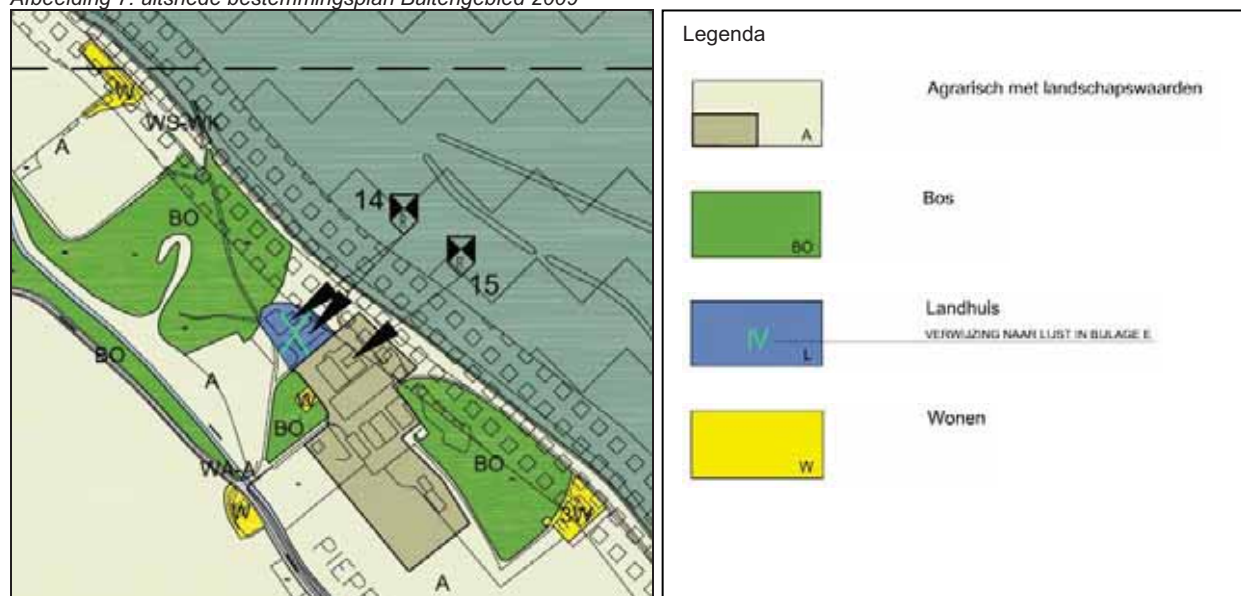 Afbeelding 7: uitsnede bestemmingsplan Buitengebied 2009
Legenda
W
WS-WK
A
BO
14
15
X
BO
A
W
BO
WA-A
W
BO
3W
A
Agrarisch met landschapswaarden
A
Bos
BO
Landhuis
VERWIJZING NAAR LIJST IN BIJLAGE E
IV
L
Wonen
W